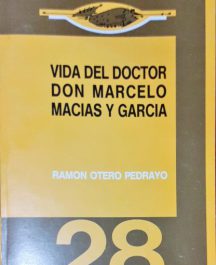 VIDA DEL DOCTOR
DON MARCELO
MACIAS Y GARCIA
RAMON OTERO PEDRAYO
28